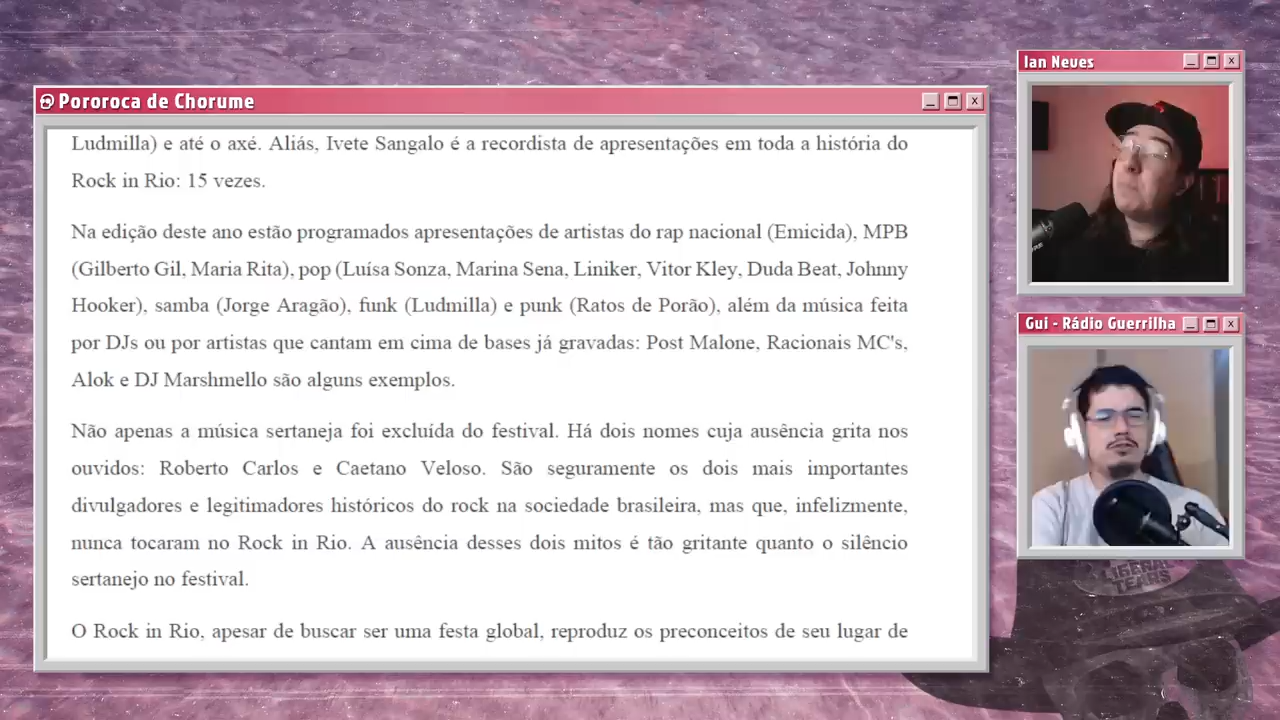 Pororoca de Chorume
Ludmilla) e até o axé. Aliás, Ivete Sangalo é a recordista de apresentações em toda a história do
Rock in Rio: 15 vezes.
Na edição deste ano estão programados apresentações de artistas do rap nacional (Emicida), MPB
(Gilberto Gil, Maria Rita), pop (Luísa Sonza, Marina Sena, Liniker, Vitor Kley, Duda Beat, Johnny
Hooker), samba (Jorge Aragão), funk (Ludmilla) e punk (Ratos de Porão), além da música feita
por DJs ou por artistas que cantam em cima de bases já gravadas: Post Malone, Racionais MC's,
Alok e DJ Marshmello são alguns exemplos.
Não apenas a música sertaneja foi excluída do festival. Há dois nomes cuja ausência grita nos
ouvidos: Roberto Carlos e Caetano Veloso. São seguramente os dois mais importantes
divulgadores e legitimadores históricos do rock na sociedade brasileira, mas que, infelizmente,
nunca tocaram no Rock in Rio. A ausência desses dois mitos é tão gritante quanto o silêncio
sertanejo no festival.
O Rock in Rio, apesar de buscar ser uma festa global, reproduz os preconceitos de seu lugar de
Ian Neves
Gui - Rádio Guerrilha
LIBERAL
TEARS